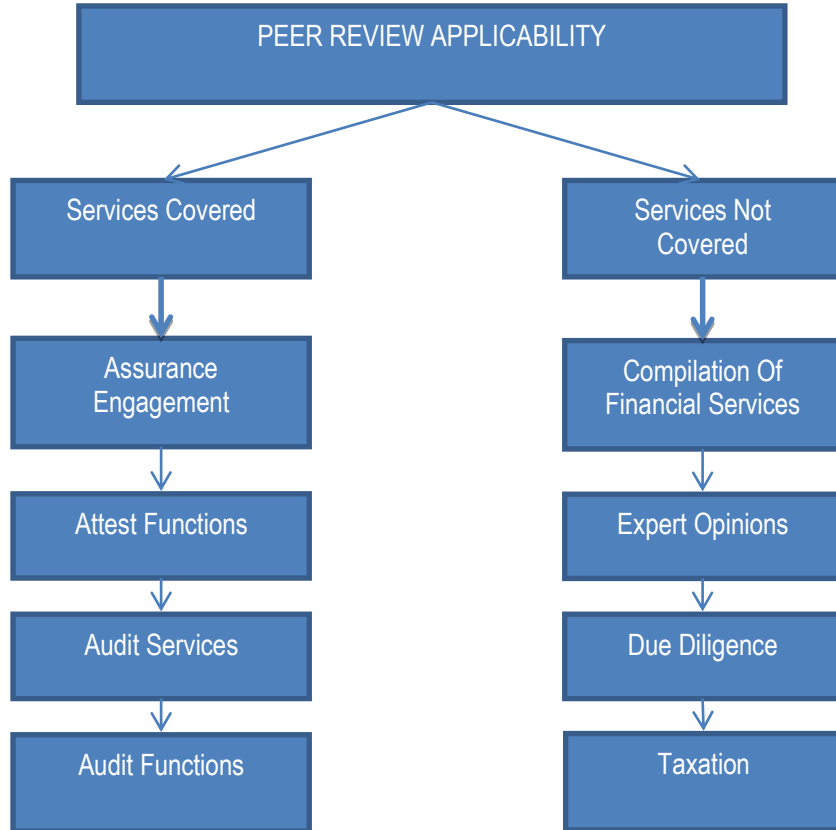 PEER REVIEW APPLICABILITY
Services Covered
Services Not
Covered
Assurance
Engagement
Compilation Of
Financial Services
Attest Functions
Expert Opinions
Audit Services
Due Diligence
Audit Functions
Taxation